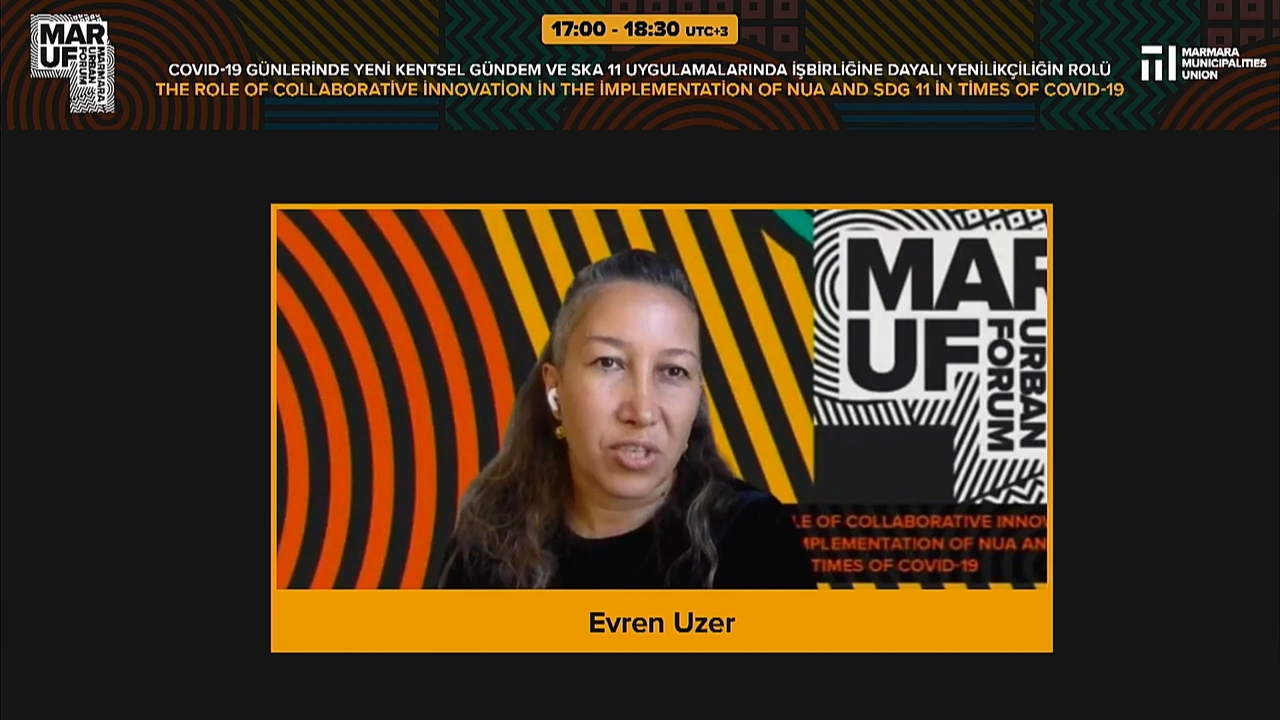 MAR
UF
MARMARA
URBAN
FORUM
17:00 - 18:30 UTC+3
COVID-19 GÜNLERİNDE YENİ KENTSEL GÜNDEM VE SKA 11 UYGULAMALARINDA İŞBİRLİĞİNE DAYALI YENİLİKÇİLİĞİN ROLÜ
THE ROLE OF COLLABORATİVE İNNOVATİON İN THE İMPLEMENTATİON OF NUA AND SDG 11 İN TİMES OF COVID-19
MARMARA
MUNICIPALITIES
UNION
MAR
UF
URBAN
FORUM
LE OF COLLABORATIVE INNOV
MPLEMENTATION OF NUA AN
TIMES OF COVID-19
Evren Uzer